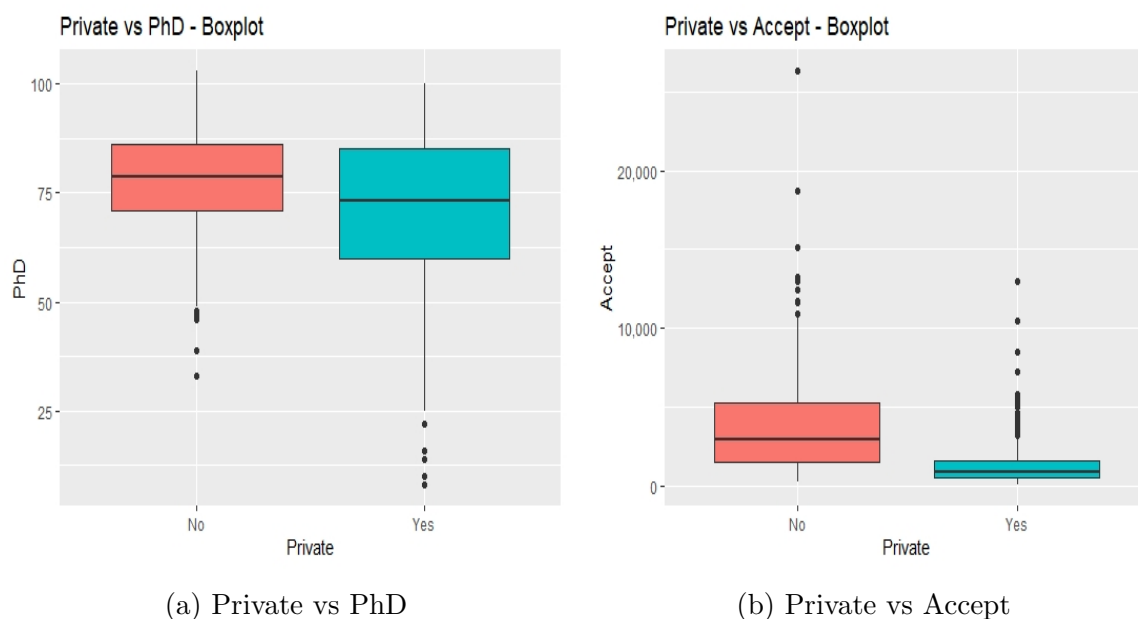 Private vs PhD - Boxplot
100
75
50
25
PhD
No
Yes
Private
(a) Private vs PhD
Private vs Accept - Boxplot
20,000
10,000
0
Accept
No
Yes
Private
(b) Private vs Accept